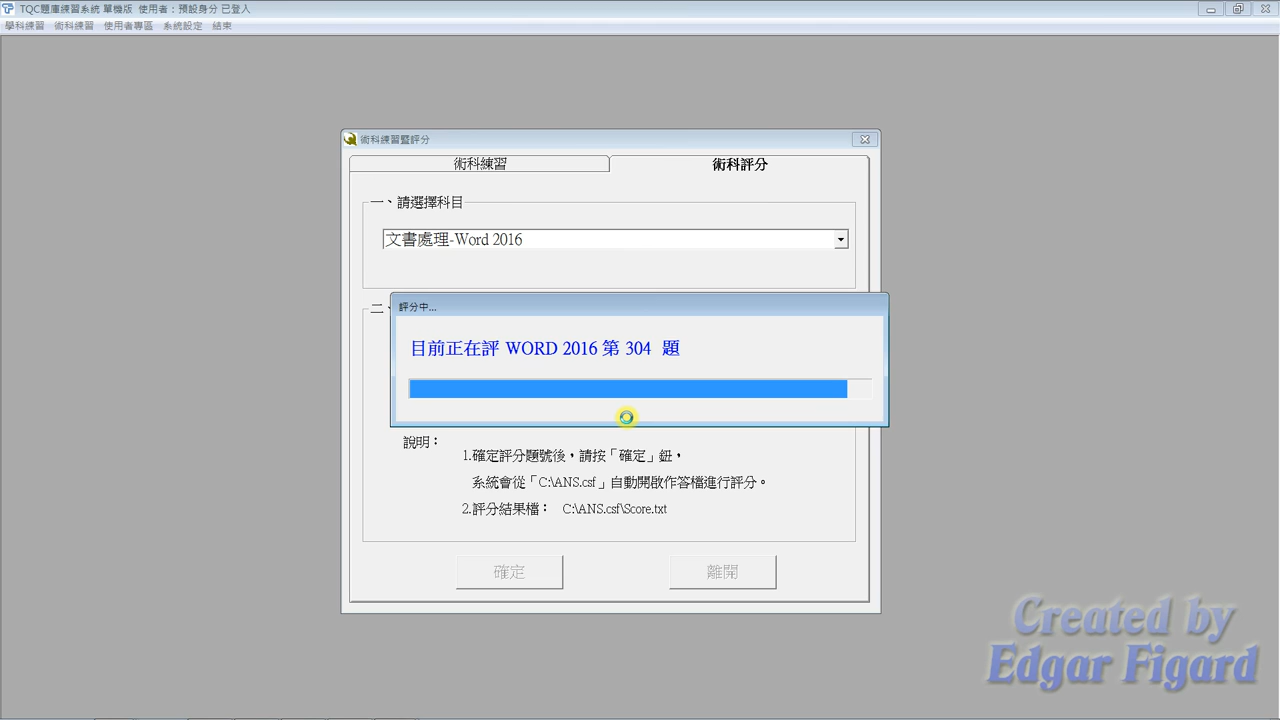 TQC題庫練習系統 單機版 使用者：預設身分 已登入
學科練習 術科練習 使用者專區 系統設定 結束
術科練習暨評分
術科練習 術科評分
一、請選擇科目
文書處理-Word 2016
二、
評分中...
目前正在評 WORD 2016 第 304 題
說明：
1.確定評分題號後，請按「確定」鈕，
系統會從「C:\ANS.csf」自動開啟作答檔進行評分。
2.評分結果檔： C:\ANS.csf\Score.txt
確定 離開
Created by
Edgar Figard